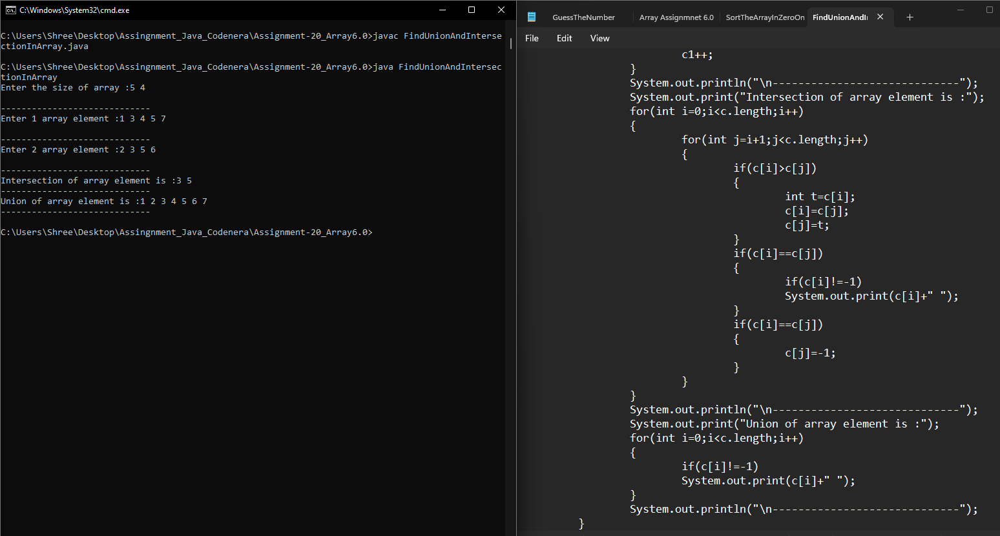 C:\Windows\System32\cmd.exe
C:\Users\Shree\Desktop\Assingnment_Java_Codenera\Assignment-20_Array6.0>javac FindUnionAndInterse
ctionInArray.java
C:\Users\Shree\Desktop\Assingnment_Java_Codenera\Assignment-20_Array6.0>java FindUnionAndIntersec
tionInArray
Enter the size of array :5 4
-----------------------------
Enter 1 array element :1 3 4 5 7
-----------------------------
Enter 2 array element :2 3 5 6
-----------------------------
Intersection of array element is :3 5
-----------------------------
Union of array element is :1 2 3 4 5 6 7
-----------------------------
C:\Users\Shree\Desktop\Assingnment_Java_Codenera\Assignment-20_Array6.0>
GuessTheNumber
Array Assignmnet 6.0
SortTheArrayInZeroOn
FindUnionAndI
File Edit View
c1++;
}
System.out.println("\n-----------------------------");
System.out.print("Intersection of array element is :");
for(int i=0;i<c.length;i++)
{
for(int j=i+1;j<c.length;j++)
{
if(c[i]>c[j])
{
int t=c[i];
c[i]=c[j];
c[j]=t;
}
if(c[i]==c[j])
{
if(c[i]!=-1)
System.out.print(c[i]+" ");
}
if(c[i]==c[j])
{
c[j]=-1;
}
}
}
System.out.println("\n-----------------------------");
System.out.print("Union of array element is :");
for(int i=0;i<c.length;i++)
{
if(c[i]!=-1)
System.out.print(c[i]+" ");
}
System.out.println("\n-----------------------------");
}